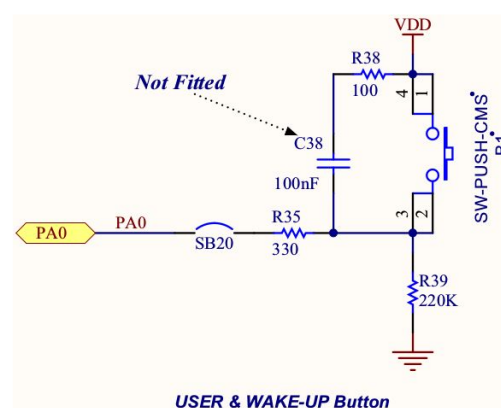 VDD
R38
100
Not Fitted
4
1
C38
100nF
SW-PUSH-CMS
B1
PA0
PA0
SB20
R35
330
3
2
R39
220K
USER & WAKE-UP Button